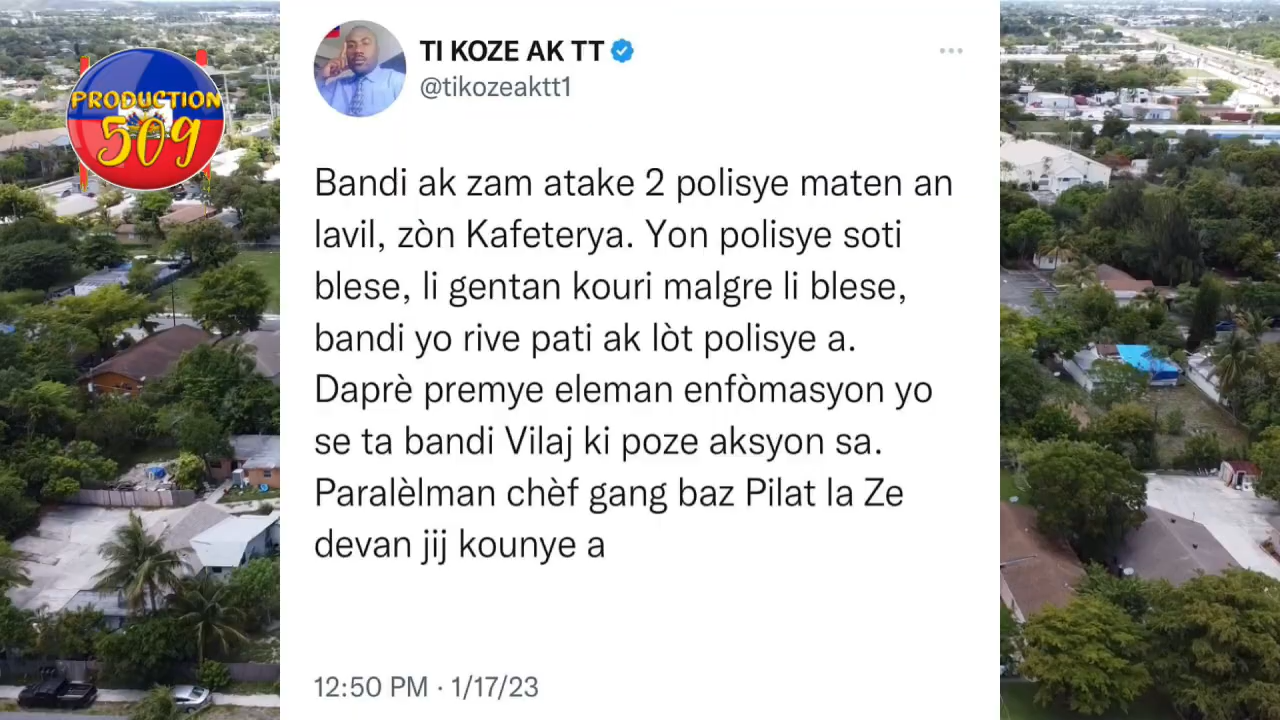 PRODUCTION
509
TI KOZE AK TT
@tikozeaktt1
Bandi ak zam atake 2 polisye maten an
lavil, zòn Kafeterya. Yon polisye soti
blese, li gentan kouri malgre li blese,
bandi yo rive pati ak lòt polisye a.
Daprè premye eleman enfòmasyon yo
se ta bandi Vilaj ki poze aksyon sa.
Paralèlman chèf gang baz Pilat la Ze
devan jij kounye a
12:50 PM · 1/17/23